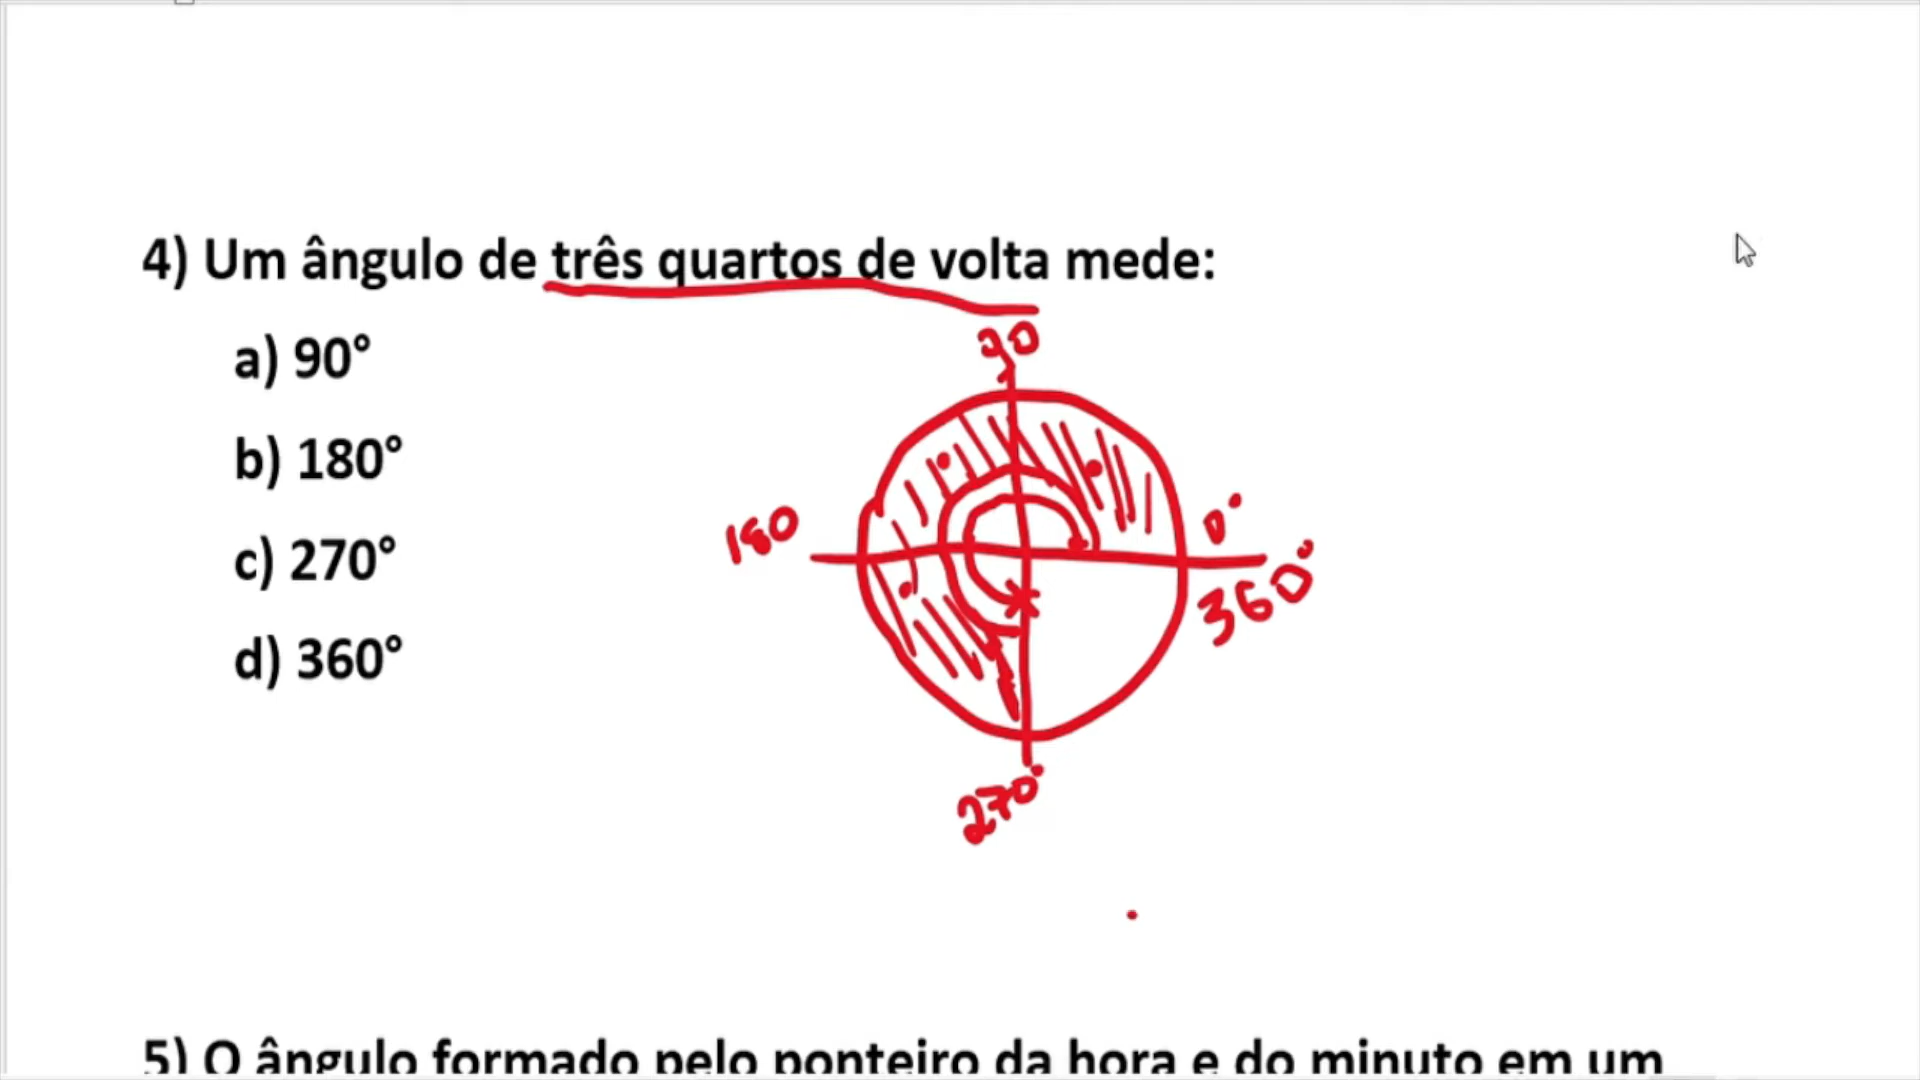 4) Um ângulo de três quartos de volta mede:
90
a) 90°
b) 180°
180
0°
c) 270°
360°
d) 360°
270°
5) O ângulo formado pelo ponteiro da hora e do minuto em um